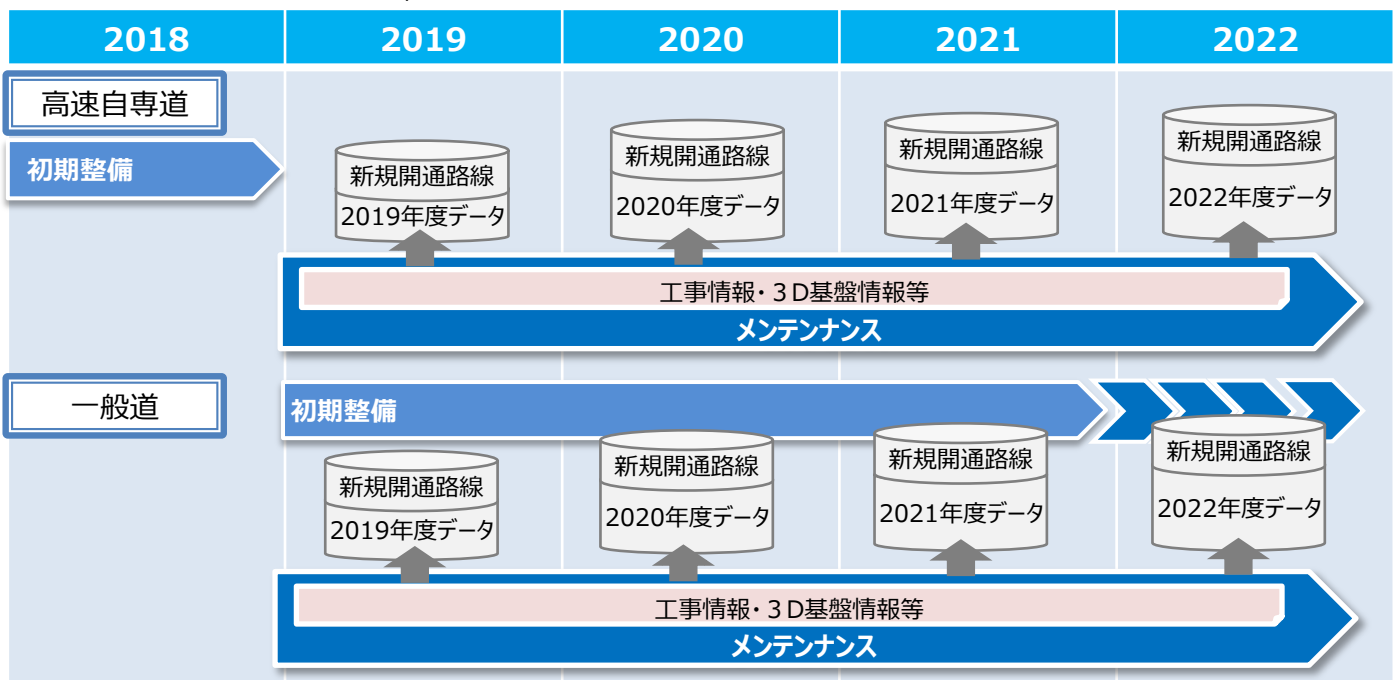 2018 2019 2020 2021 2022
高速自専道
初期整備
新規開通路線
2019年度データ
新規開通路線
2020年度データ
新規開通路線
2021年度データ
新規開通路線
2022年度データ
工事情報・３Ｄ基盤情報等
メンテンナンス
一般道
初期整備
新規開通路線
2019年度データ
新規開通路線
2020年度データ
新規開通路線
2021年度データ
新規開通路線
2022年度データ
工事情報・３Ｄ基盤情報等
メンテンナンス